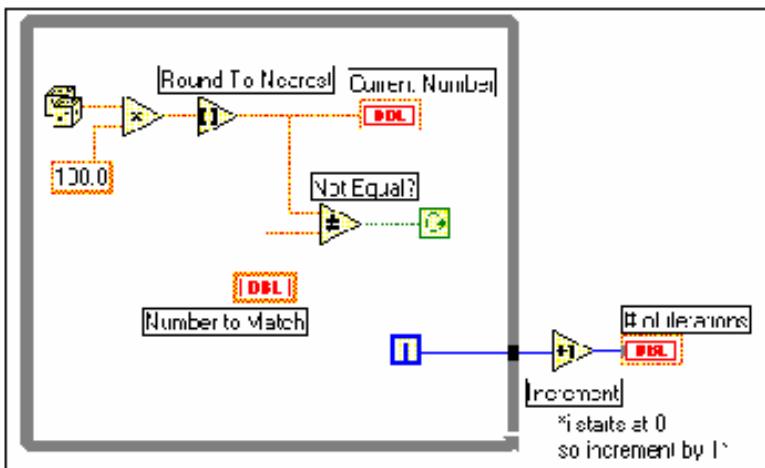 Round To Nearest
Current Number
×
[]
DBL
100.0
Not Equal?
≠
DBL
Number to Match
# of Iterations
i
+1
DBL
Increment
*i starts at 0
so increment by 1*